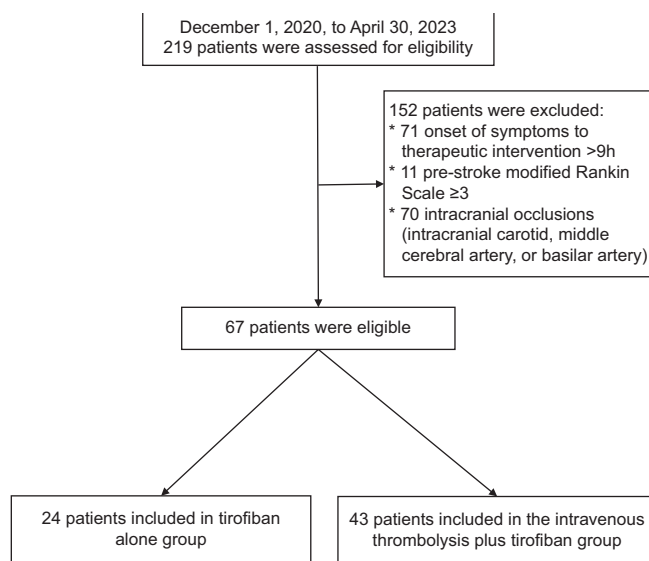 December 1, 2020, to April 30, 2023
219 patients were assessed for eligibility
152 patients were excluded:
* 71 onset of symptoms to
therapeutic intervention >9h
* 11 pre-stroke modified Rankin
Scale ≥3
* 70 intracranial occlusions
(intracranial carotid, middle
cerebral artery, or basilar artery)
67 patients were eligible
24 patients included in tirofiban
alone group
43 patients included in the intravenous
thrombolysis plus tirofiban group